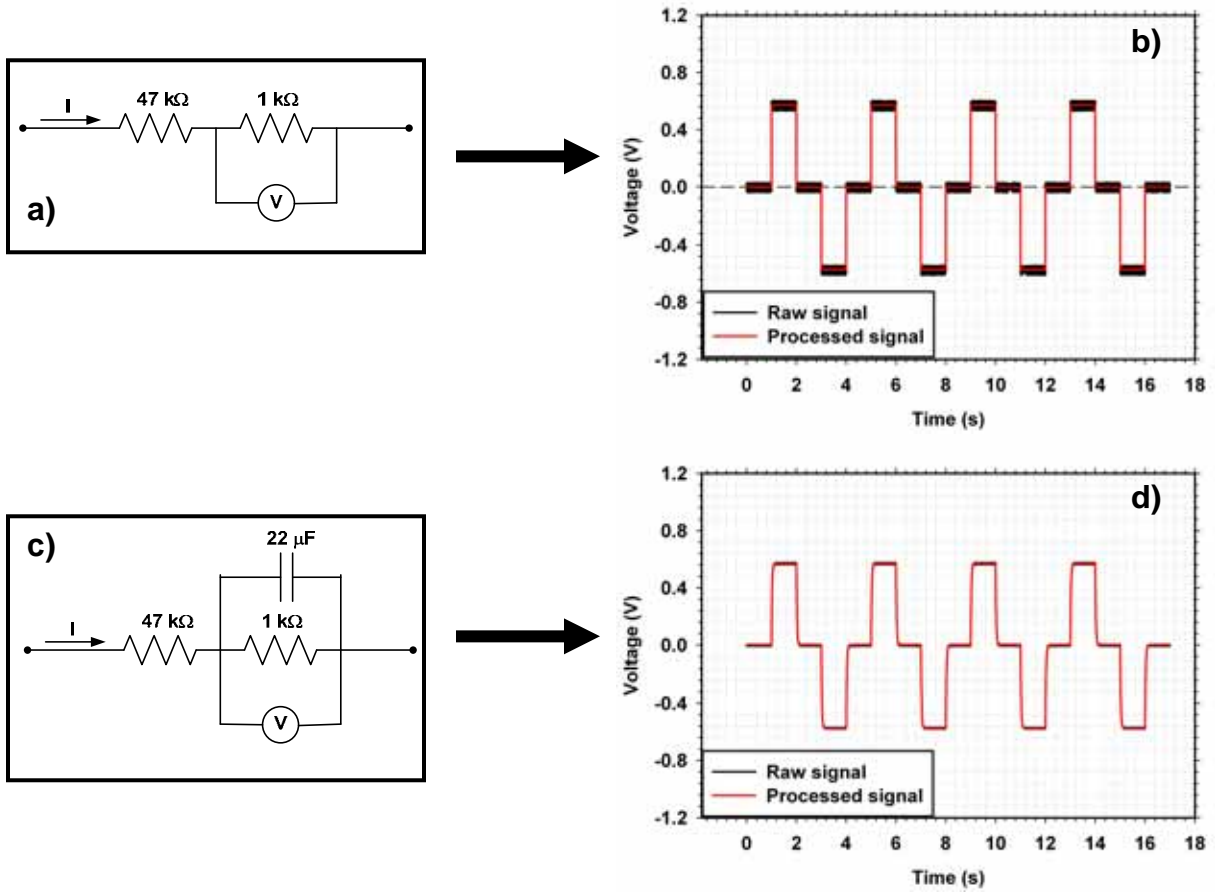 47 kΩ 1 kΩ
I
V
a)
b)
1.2
0.8
0.4
0.0
-0.4
-0.8
-1.2
Voltage (V)
Raw signal
Processed signal
0 2 4 6 8 10 12 14 16 18
Time (s)
c)
22 µF
47 kΩ 1 kΩ
I
V
d)
1.2
0.8
0.4
0.0
-0.4
-0.8
-1.2
Voltage (V)
Raw signal
Processed signal
0 2 4 6 8 10 12 14 16 18
Time (s)